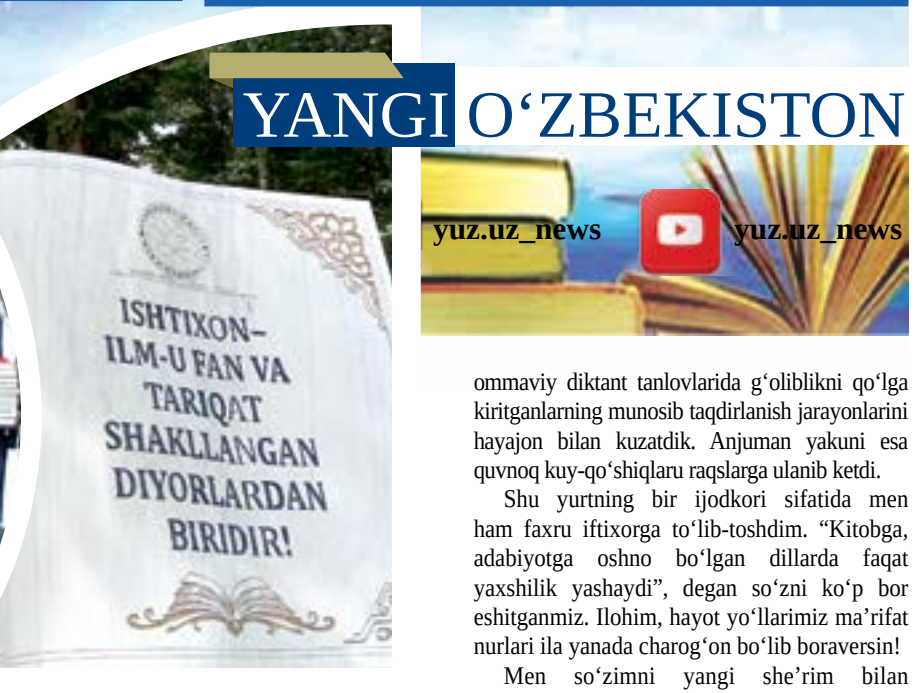 YANGI O‘ZBEKISTON
yuz.uz_news
yuz.uz_news
ISHTIXON–
ILM-U FAN VA
TARIQAT
SHAKLLANGAN
DIYORLARDAN
BIRIDIR!
ommaviy diktant tanlovlarida g‘oliblikni qo‘lga
kiritganlarning munosib taqdirlanish jarayonlarini
hayajon bilan kuzatdik. Anjuman yakuni esa
quvnoq kuy-qo‘shiqlaru raqslarga ulanib ketdi.
Shu yurtning bir ijodkori sifatida men
ham faxru iftixorga to‘lib-toshdim. “Kitobga,
adabiyotga oshno bo‘lgan dillarda faqat
yaxshilik yashaydi”, degan so‘zni ko‘p bor
eshitganmiz. Ilohim, hayot yo‘llarimiz ma’rifat
nurlari ila yanada charog‘on bo‘lib boraversin!
Men so‘zimni yangi she’rim bilan